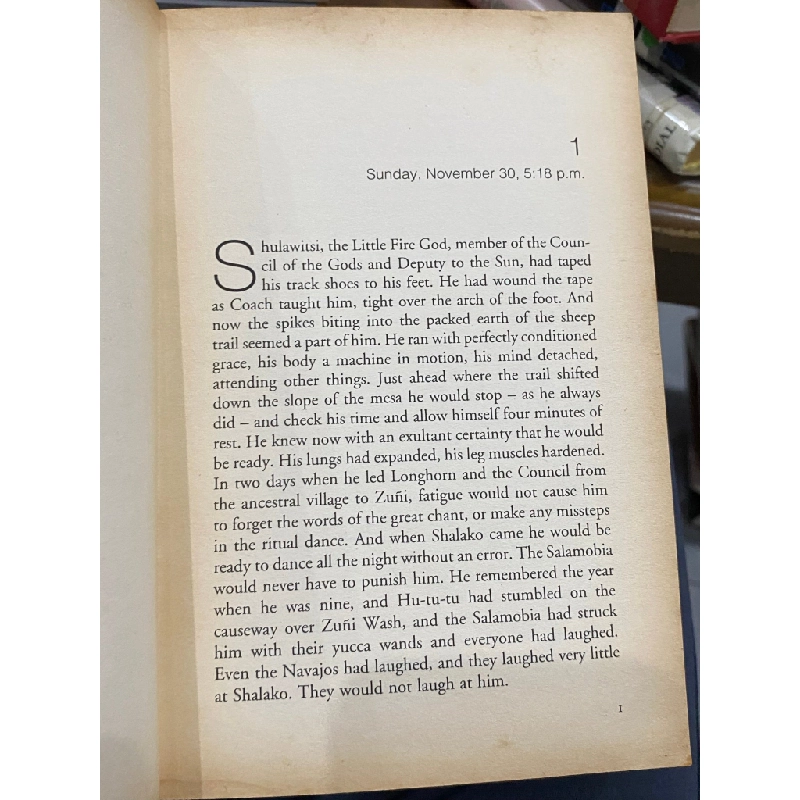 1
Sunday, November 30, 5:18 p.m.
Shulawitsi, the Little Fire God, member of the Coun-
cil of the Gods and Deputy to the Sun, had taped
his track shoes to his feet. He had wound the tape
as Coach taught him, tight over the arch of the foot. And
now the spikes biting into the packed earth of the sheep
trail seemed a part of him. He ran with perfectly conditioned
grace, his body a machine in motion, his mind detached,
attending other things. Just ahead where the trail shifted
down the slope of the mesa he would stop – as he always
did – and check his time and allow himself four minutes of
rest. He knew now with an exultant certainty that he would
be ready. His lungs had expanded, his leg muscles hardened.
In two days when he led Longhorn and the Council from
the ancestral village to Zuñi, fatigue would not cause him
to forget the words of the great chant, or make any missteps
in the ritual dance. And when Shalako came he would be
ready to dance all the night without an error. The Salamobia
would never have to punish him. He remembered the year
when he was nine, and Hu-tu-tu had stumbled on the
causeway over Zuñi Wash, and the Salamobia had struck
him with their yucca wands and everyone had laughed.
Even the Navajos had laughed, and they laughed very little
at Shalako. They would not laugh at him.
1